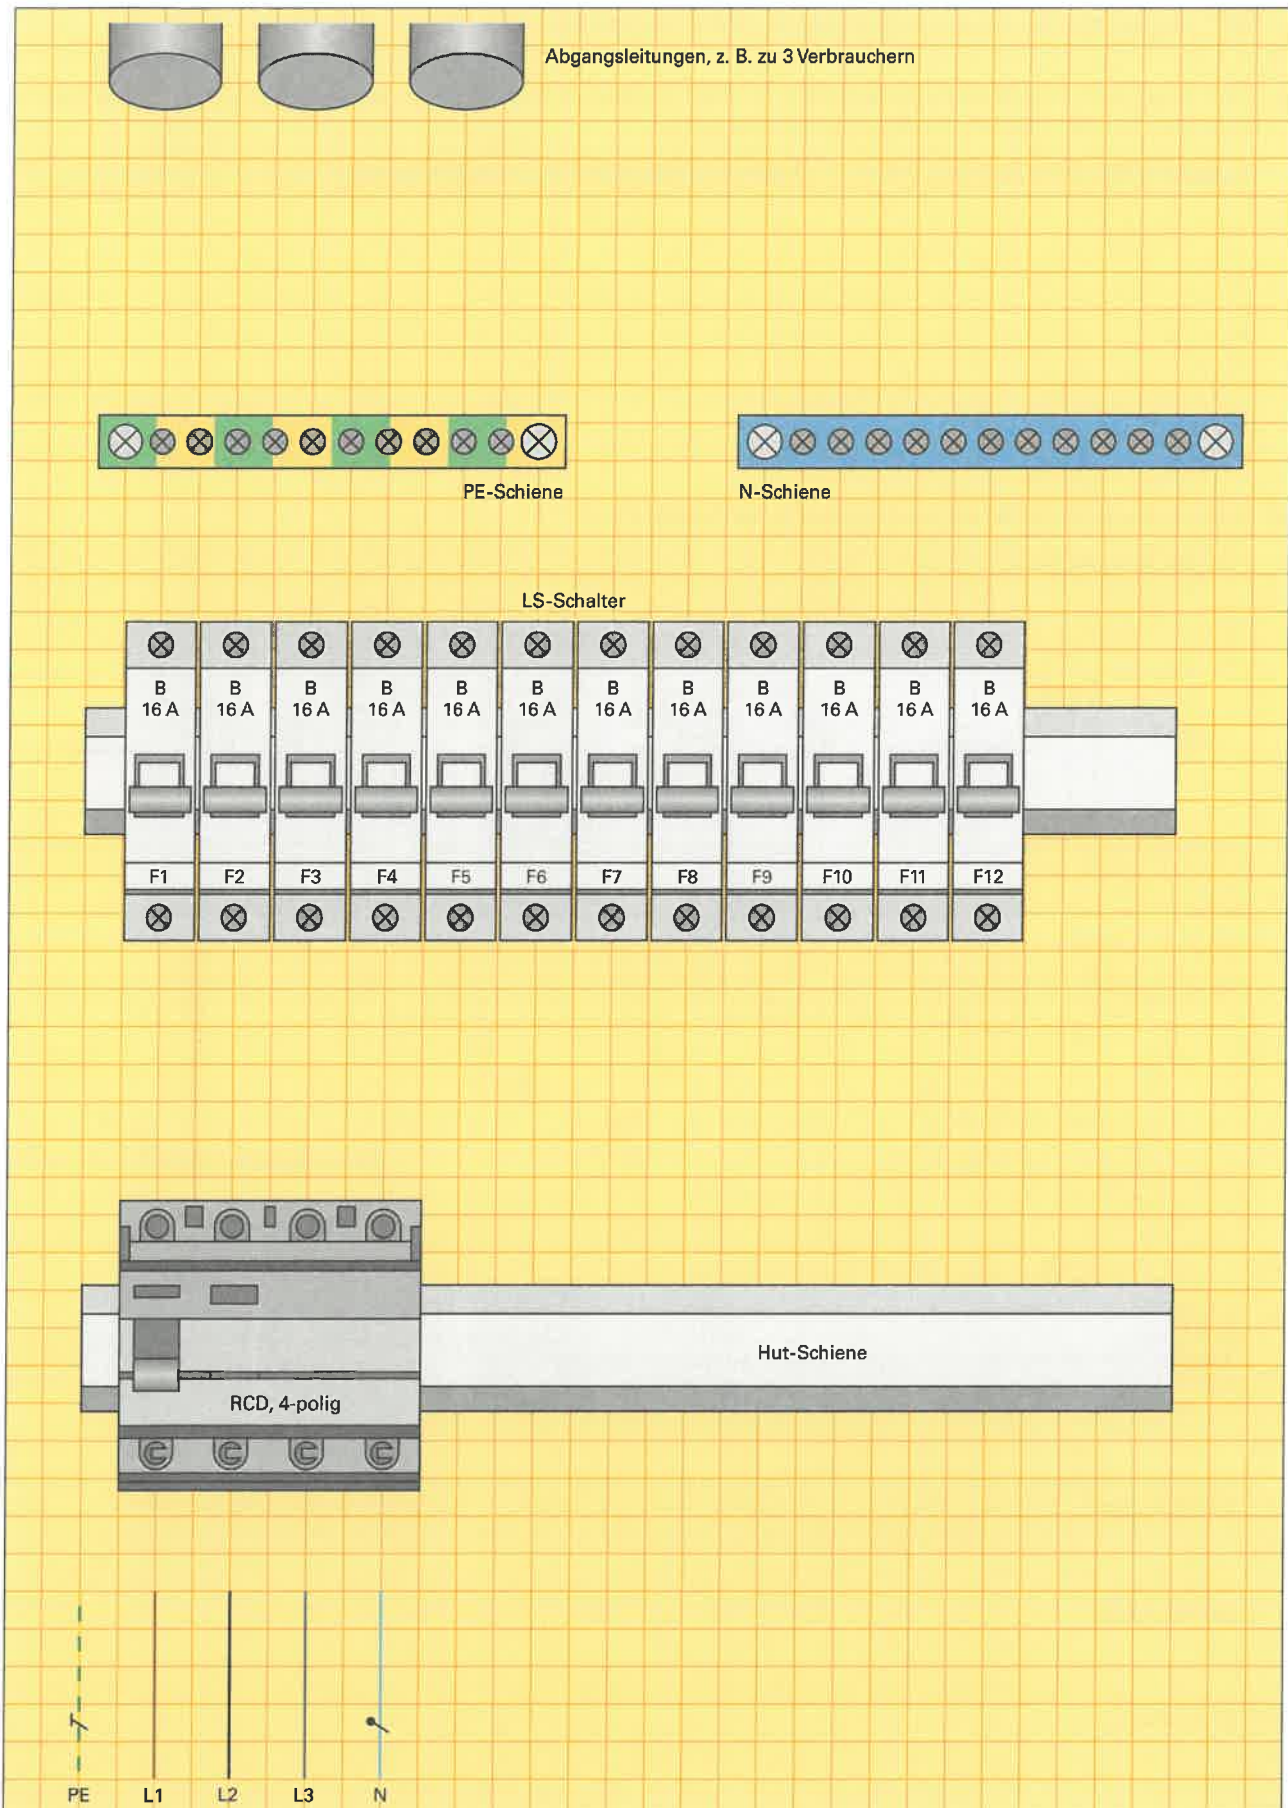 Abgangsleitungen, z. B. zu 3 Verbrauchern
PE-Schiene
N-Schiene
LS-Schalter
B B B B B B B B B B B B
16 A 16 A 16 A 16 A 16 A 16 A 16 A 16 A 16 A 16 A 16 A 16 A
F1 F2 F3 F4 F5 F6 F7 F8 F9 F10 F11 F12
Hut-Schiene
RCD, 4-polig
PE L1 L2 L3 N